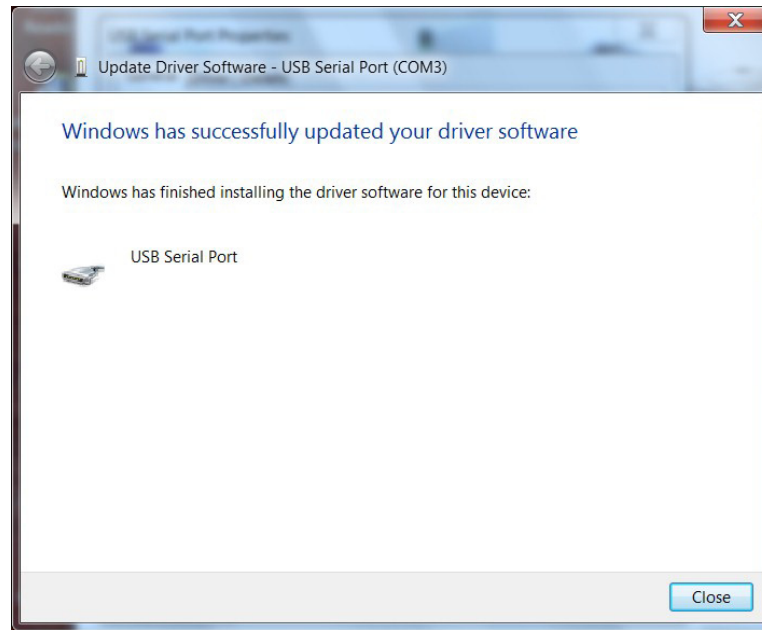 Update Driver Software - USB Serial Port (COM3)
Windows has successfully updated your driver software
Windows has finished installing the driver software for this device:
USB Serial Port
Close